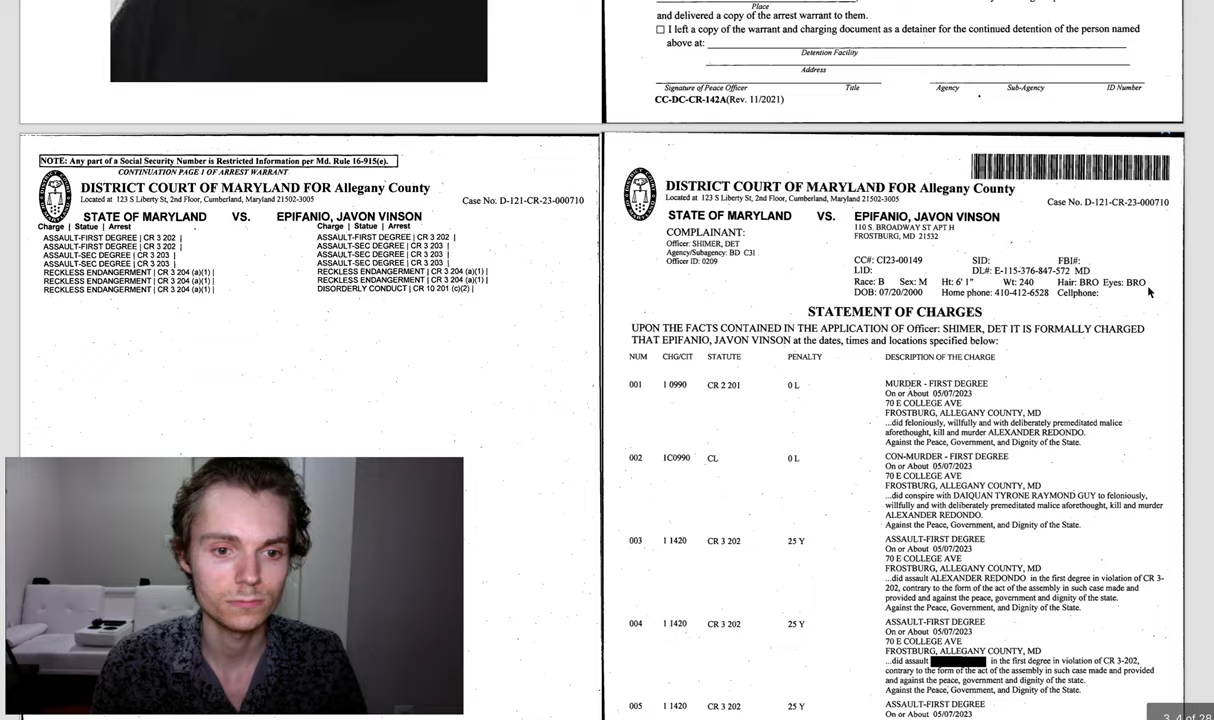 Place
and delivered a copy of the arrest warrant to them.
☐ I left a copy of the warrant and charging document as a detainer for the continued detention of the person named
above at:
Detention Facility
Address
Signature of Peace Officer Title Agency Sub-Agency ID Number
CC-DC-CR-142A(Rev. 11/2021)
NOTE: Any part of a Social Security Number is Restricted Information per Md. Rule 16-915(e).
CONTINUATION PAGE 1 OF ARREST WARRANT
DISTRICT COURT OF MARYLAND FOR Allegany County
Located at 123 S Liberty St, 2nd Floor, Cumberland, Maryland 21502-3005
Case No. D-121-CR-23-000710
STATE OF MARYLAND VS. EPIFANIO, JAVON VINSON
Charge | Statue | Arrest Charge | Statue | Arrest
ASSAULT-FIRST DEGREE | CR 3 202 | ASSAULT-FIRST DEGREE | CR 3 202 |
ASSAULT-FIRST DEGREE | CR 3 202 | ASSAULT-SEC DEGREE | CR 3 203 |
ASSAULT-SEC DEGREE | CR 3 203 | ASSAULT-SEC DEGREE | CR 3 203 |
ASSAULT-SEC DEGREE | CR 3 203 | ASSAULT-SEC DEGREE | CR 3 203 |
RECKLESS ENDANGERMENT | CR 3 204 (a)(1) | RECKLESS ENDANGERMENT | CR 3 204 (a)(1) |
RECKLESS ENDANGERMENT | CR 3 204 (a)(1) | RECKLESS ENDANGERMENT | CR 3 204 (a)(1) |
RECKLESS ENDANGERMENT | CR 3 204 (a)(1) | DISORDERLY CONDUCT | CR 10 201 (c)(2) |
DISTRICT COURT OF MARYLAND FOR Allegany County
Located at 123 S Liberty St, 2nd Floor, Cumberland, Maryland 21502-3005
Case No. D-121-CR-23-000710
STATE OF MARYLAND VS. EPIFANIO, JAVON VINSON
COMPLAINANT: 110 S. BROADWAY ST APT H
Officer: SHIMER, DET FROSTBURG, MD 21532
Agency/Subagency: BD C3I
Officer ID: 0209
CC#: CI23-00149 SID: FBI#:
LID: DL#: E-115-376-847-572 MD
Race: B Sex: M Ht: 6' 1" Wt: 240 Hair: BRO Eyes: BRO
DOB: 07/20/2000 Home phone: 410-412-6528 Cellphone:
STATEMENT OF CHARGES
UPON THE FACTS CONTAINED IN THE APPLICATION OF Officer: SHIMER, DET IT IS FORMALLY CHARGED
THAT EPIFANIO, JAVON VINSON at the dates, times and locations specified below:
NUM CHG/CIT STATUTE PENALTY DESCRIPTION OF THE CHARGE
001 1 0990 CR 2 201 0 L MURDER - FIRST DEGREE
On or About 05/07/2023
70 E COLLEGE AVE
FROSTBURG, ALLEGANY COUNTY, MD
...did feloniously, willfully and with deliberately premeditated malice
aforethought, kill and murder ALEXANDER REDONDO.
Against the Peace, Government, and Dignity of the State.
002 1C0990 CL 0 L CON-MURDER - FIRST DEGREE
On or About 05/07/2023
70 E COLLEGE AVE
FROSTBURG, ALLEGANY COUNTY, MD
...did conspire with DAIQUAN TYRONE RAYMOND GUY to feloniously,
willfully and with deliberately premeditated malice aforethought, kill and murder
ALEXANDER REDONDO.
Against the Peace, Government, and Dignity of the State.
003 1 1420 CR 3 202 25 Y ASSAULT-FIRST DEGREE
On or About 05/07/2023
70 E COLLEGE AVE
FROSTBURG, ALLEGANY COUNTY, MD
...did assault ALEXANDER REDONDO in the first degree in violation of CR 3-
202, contrary to the form of the act of the assembly in such case made and
provided and against the peace, government and dignity of the state.
Against the Peace, Government, and Dignity of the State.
004 1 1420 CR 3 202 25 Y ASSAULT-FIRST DEGREE
On or About 05/07/2023
70 E COLLEGE AVE
FROSTBURG, ALLEGANY COUNTY, MD
...did assault in the first degree in violation of CR 3-202,
contrary to the form of the act of the assembly in such case made and provided
and against the peace, government and dignity of the state.
Against the Peace, Government, and Dignity of the State.
005 1 1420 CR 3 202 25 Y ASSAULT-FIRST DEGREE
On or About 05/07/2023
3, 4 of 28